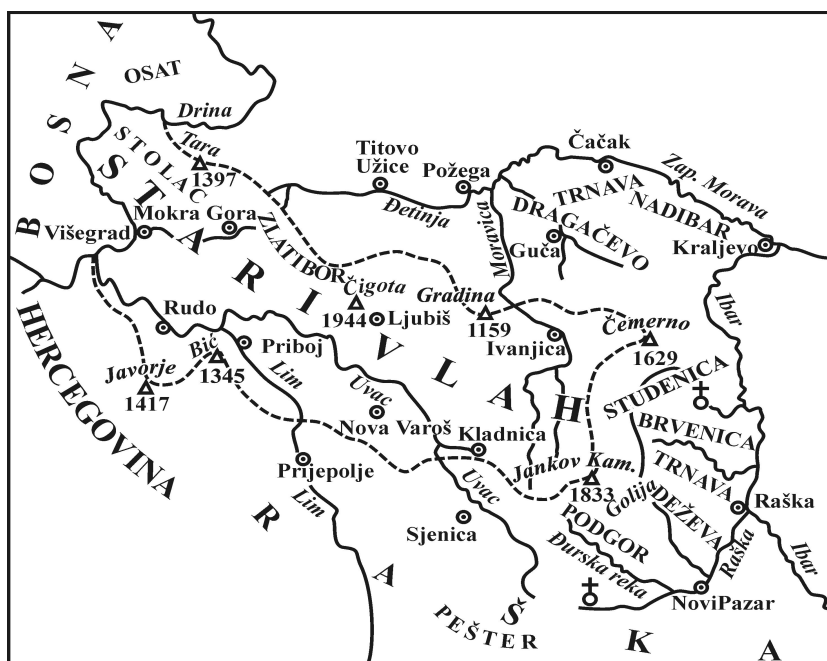 BOSNA
OSAT
Drina
Tara
STOLAC
1397
Titovo
Užice
Požega
Čačak
Zap. Morava
TRNAVA
NADIBAR
DRAGAČEVO
Đetinja
Moravica
Guča
Kraljevo
Mokra Gora
Višegrad
STARI VLAH
ZLATIBOR
Čigota
1944
Ljubiš
Gradina
1159
Ivanjica
Čemerno
1629
Ibar
Rudo
Priboj
Bić
1345
Javorje
1417
HERCEGOVINA
Lim
Uvac
STUDENICA
BRVENICA
Nova Varoš
Kladnica
Prijepolje
Lim
Jankov Kam.
1833
Golija
TRNAVA
Raška
DEŽEVA
Uvac
Sjenica
PODGOR
Đurska reka
Raška
Ibar
NoviPazar
PEŠTER
RAŠKA